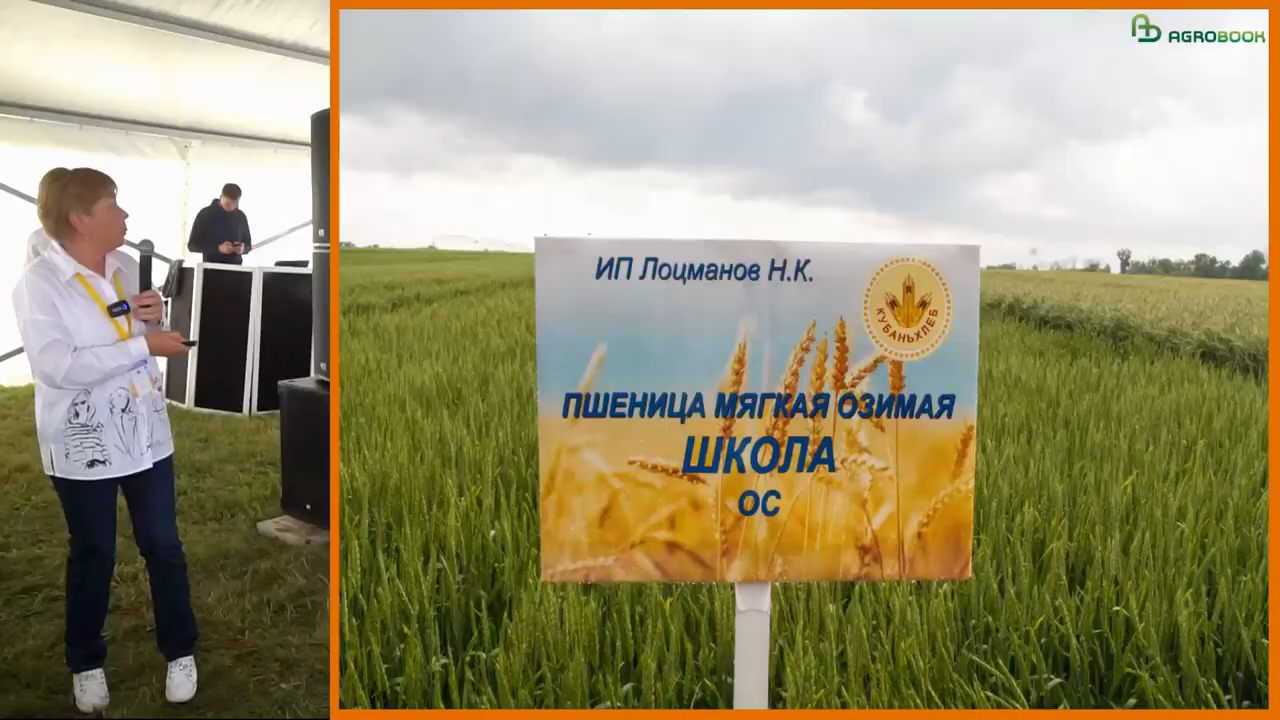 AGROBOOK
ИП Лоцманов Н.К.
КУБАНЬХЛЕБ
ПШЕНИЦА МЯГКАЯ ОЗИМАЯ
ШКОЛА
ОС